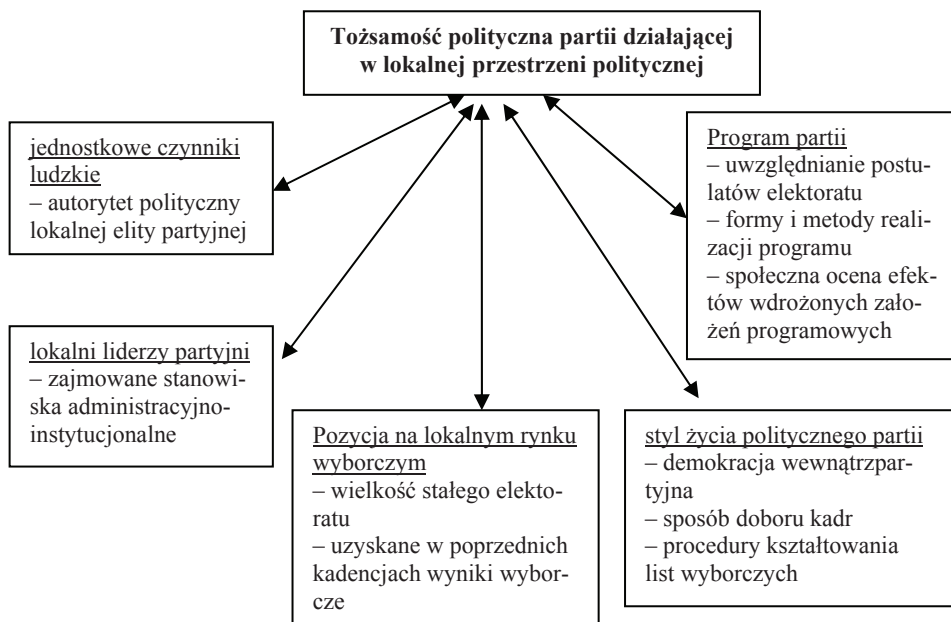 Tożsamość polityczna partii działającej
w lokalnej przestrzeni politycznej
jednostkowe czynniki
ludzkie
– autorytet polityczny
lokalnej elity partyjnej
Program partii
– uwzględnianie postu-
latów elektoratu
– formy i metody reali-
zacji programu
– społeczna ocena efek-
tów wdrożonych zało-
żeń programowych
lokalni liderzy partyjni
– zajmowane stanowi-
ska administracyjno-
instytucjonalne
Pozycja na lokalnym rynku
wyborczym
– wielkość stałego elekto-
ratu
– uzyskane w poprzednich
kadencjach wyniki wybor-
cze
styl życia politycznego partii
– demokracja wewnątrzpar-
tyjna
– sposób doboru kadr
– procedury kształtowania
list wyborczych